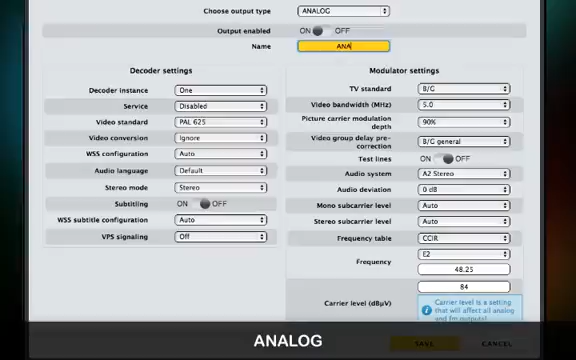 Choose output type ANALOG
Output enabled ON OFF
Name ANA
Decoder settings
Decoder instance One
Service Disabled
Video standard PAL 625
Video conversion Ignore
WSS configuration Auto
Audio language Default
Stereo mode Stereo
Subtitling ON OFF
WSS subtitle configuration Auto
VPS signaling Off
Modulator settings
TV standard B/G
Video bandwidth (MHz) 5.0
Picture carrier modulation
depth 90%
Video group delay pre-
correction B/G general
Test lines ON OFF
Audio system A2 Stereo
Audio deviation 0 dB
Mono subcarrier level Auto
Stereo subcarrier level Auto
Frequency table CCIR
Frequency E2
48.25
84
Carrier level (dBµV)
Carrier level is a setting
that will affect all analog
and fm outputs!
ANALOG
SAVE CANCEL